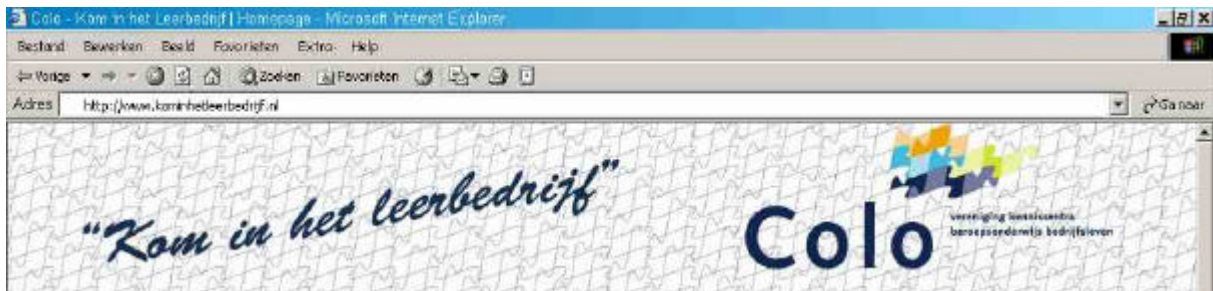 Colo - Kom in het Leerbedrijf | Homepage - Microsoft Internet Explorer
Bestand Bewerken Beeld Favorieten Extra Help
Vorige Zoeken Favorieten
Adres http://www.kominhetleerbedrijf.nl Ga naar
"Kom in het leerbedrijf"
Colo
vereniging kenniscentra
beroepsonderwijs bedrijfsleven